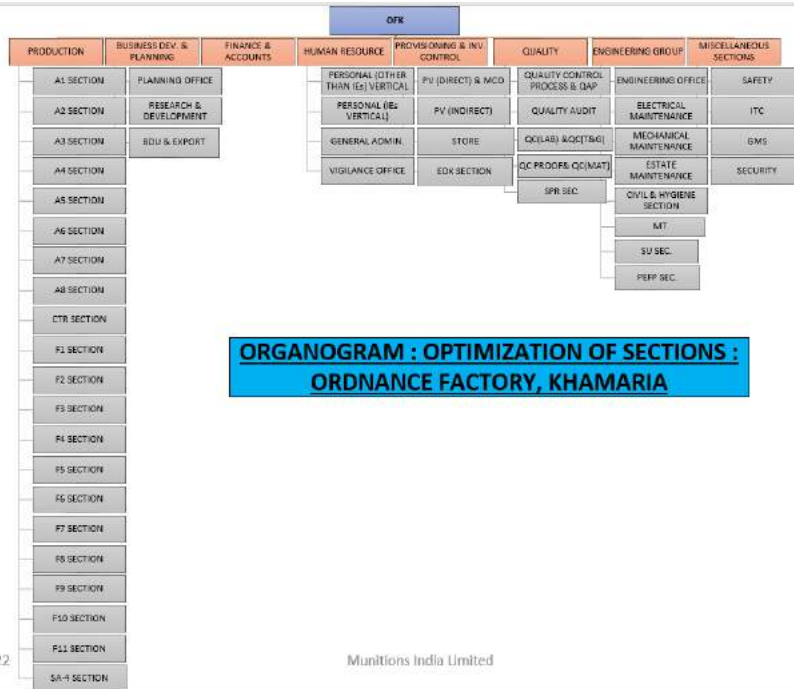 OFK
PRODUCTION
BUSINESS DEV. &
PLANNING
FINANCE &
ACCOUNTS
HUMAN RESOURCE
PROVISIONING & INV.
CONTROL
QUALITY
ENGINEERING GROUP
MISCELLANEOUS
SECTIONS
A1 SECTION
A2 SECTION
A3 SECTION
A4 SECTION
A5 SECTION
A6 SECTION
A7 SECTION
A8 SECTION
CTR SECTION
F1 SECTION
F2 SECTION
F3 SECTION
F4 SECTION
F5 SECTION
F6 SECTION
F7 SECTION
F8 SECTION
F9 SECTION
F10 SECTION
F11 SECTION
SA-4 SECTION
PLANNING OFFICE
RESEARCH &
DEVELOPMENT
BDU & EXPORT
PERSONAL (OTHER
THAN IEs) VERTICAL
PERSONAL (IEs
VERTICAL)
GENERAL ADMIN.
VIGILANCE OFFICE
PV (DIRECT) & MCO
PV (INDIRECT)
STORE
EDK SECTION
QUALITY CONTROL
PROCESS & QAP
QUALITY AUDIT
QC(LAB) &QC(T&G)
QC PROOF& QC(MAT)
SPR SEC.
ENGINEERING OFFICE
ELECTRICAL
MAINTENANCE
MECHANICAL
MAINTENANCE
ESTATE
MAINTENANCE
CIVIL & HYGIENE
SECTION
MT
SU SEC.
PEFP SEC.
SAFETY
ITC
GMS
SECURITY
ORGANOGRAM : OPTIMIZATION OF SECTIONS :
ORDNANCE FACTORY, KHAMARIA
22
Munitions India Limited